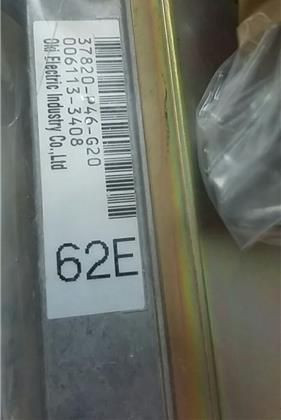 37820-P46-G20
006113-3408
Oki Electric Industry Co.,Ltd
62E